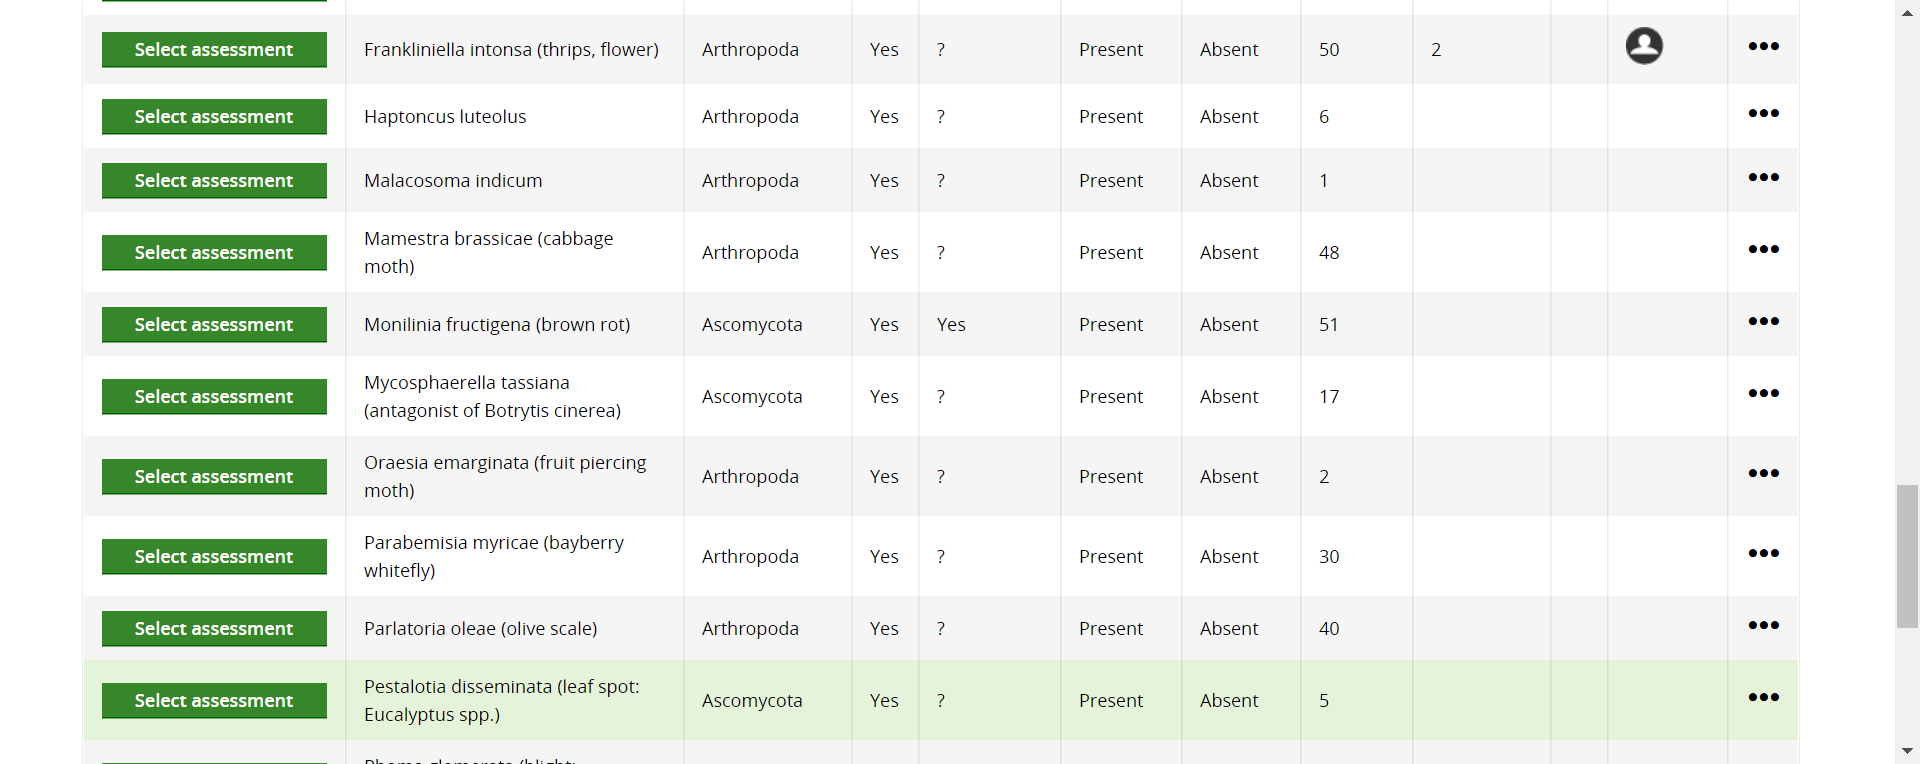 Select assessment Frankliniella intonsa (thrips, flower) Arthropoda Yes ? Present Absent 50 2 •••
Select assessment Haptoncus luteolus Arthropoda Yes ? Present Absent 6 •••
Select assessment Malacosoma indicum Arthropoda Yes ? Present Absent 1 •••
Select assessment Mamestra brassicae (cabbage
moth) Arthropoda Yes ? Present Absent 48 •••
Select assessment Monilinia fructigena (brown rot) Ascomycota Yes Yes Present Absent 51 •••
Select assessment Mycosphaerella tassiana
(antagonist of Botrytis cinerea) Ascomycota Yes ? Present Absent 17 •••
Select assessment Oraesia emarginata (fruit piercing
moth) Arthropoda Yes ? Present Absent 2 •••
Select assessment Parabemisia myricae (bayberry
whitefly) Arthropoda Yes ? Present Absent 30 •••
Select assessment Parlatoria oleae (olive scale) Arthropoda Yes ? Present Absent 40 •••
Select assessment Pestalotia disseminata (leaf spot:
Eucalyptus spp.) Ascomycota Yes ? Present Absent 5 •••